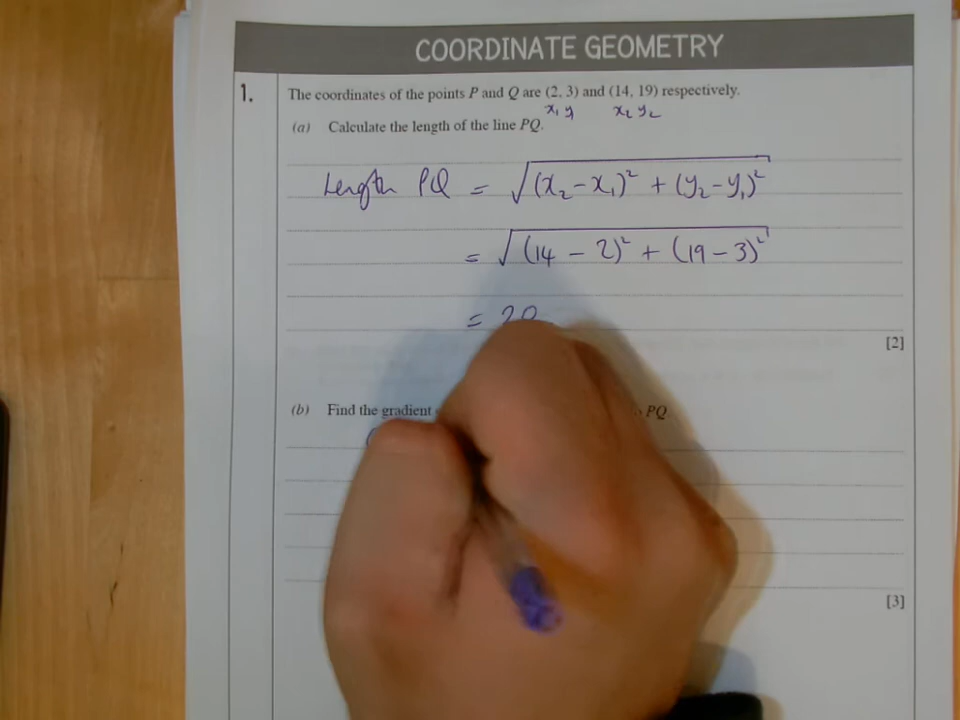 COORDINATE GEOMETRY
1. The coordinates of the points P and Q are (2, 3) and (14, 19) respectively.
x₁ y₁ x₂ y₂
(a) Calculate the length of the line PQ.
Length PQ = √(x₂-x₁)² + (y₂-y₁)²
= √(14 - 2)² + (19 - 3)²
= 20
[2]
(b) Find the gradient PQ
[3]